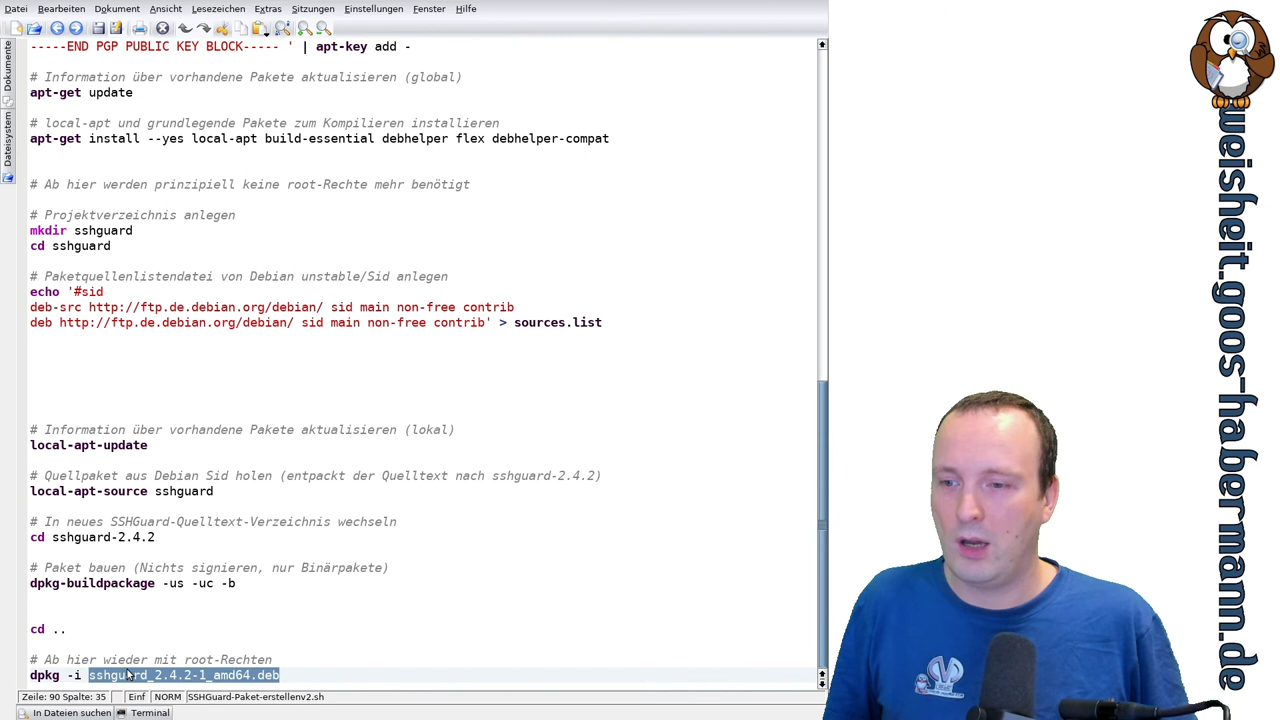 Datei Bearbeiten Dokument Ansicht Lesezeichen Extras Sitzungen Einstellungen Fenster Hilfe
-----END PGP PUBLIC KEY BLOCK----- ' | apt-key add -
# Information über vorhandene Pakete aktualisieren (global)
apt-get update
# local-apt und grundlegende Pakete zum Kompilieren installieren
apt-get install --yes local-apt build-essential debhelper flex debhelper-compat
# Ab hier werden prinzipiell keine root-Rechte mehr benötigt
# Projektverzeichnis anlegen
mkdir sshguard
cd sshguard
# Paketquellenlistendatei von Debian unstable/Sid anlegen
echo '#sid
deb-src http://ftp.de.debian.org/debian/ sid main non-free contrib
deb http://ftp.de.debian.org/debian/ sid main non-free contrib' > sources.list
# Information über vorhandene Pakete aktualisieren (lokal)
local-apt-update
# Quellpaket aus Debian Sid holen (entpackt der Quelltext nach sshguard-2.4.2)
local-apt-source sshguard
# In neues SSHGuard-Quelltext-Verzeichnis wechseln
cd sshguard-2.4.2
# Paket bauen (Nichts signieren, nur Binärpakete)
dpkg-buildpackage -us -uc -b
cd ..
# Ab hier wieder mit root-Rechten
dpkg -i sshguard_2.4.2-1_amd64.deb
Zeile: 90 Spalte: 35 Einf NORM SSHGuard-Paket-erstellenv2.sh
In Dateien suchen Terminal
Dokumente
Dateisystem
weisheit.goos-habermann.de